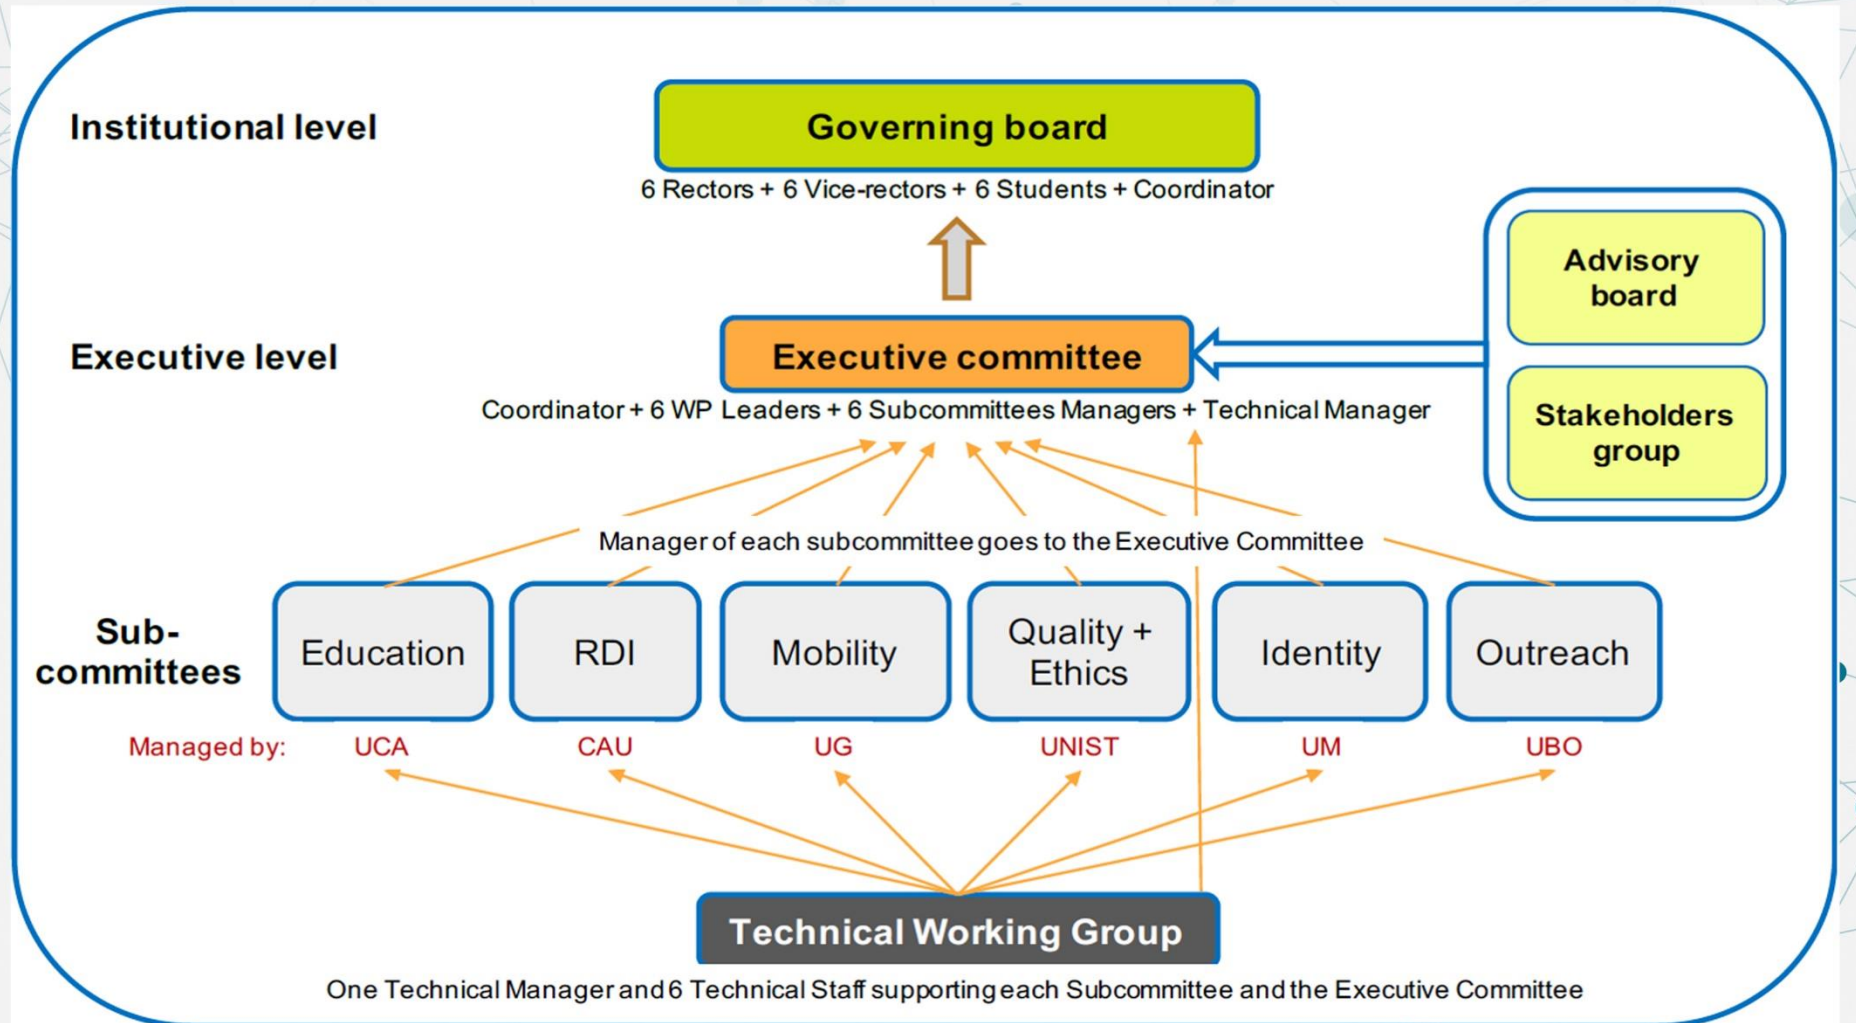 Institutional level
Governing board
6 Rectors + 6 Vice-rectors + 6 Students + Coordinator
Advisory
board
Executive level
Executive committee
Stakeholders
group
Coordinator + 6 WP Leaders + 6 Subcommittees Managers + Technical Manager
Manager of each subcommittee goes to the Executive Committee
Sub-
committees
Education
RDI
Mobility
Quality +
Ethics
Identity
Outreach
Managed by:
UCA
CAU
UG
UNIST
UM
UBO
Technical Working Group
One Technical Manager and 6 Technical Staff supporting each Subcommittee and the Executive Committee